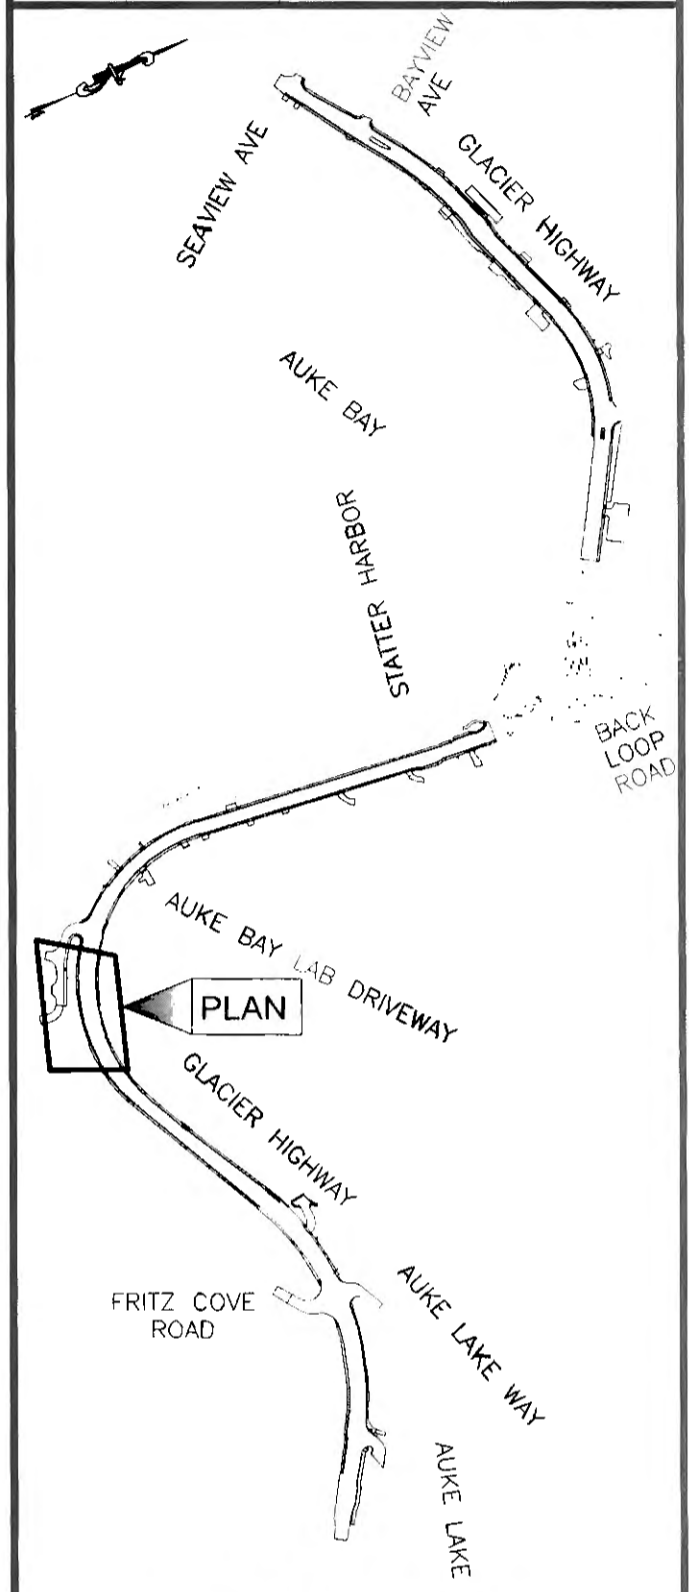 BAYVIEW
AVE
SEAVIEW AVE
GLACIER HIGHWAY
AUKE BAY
STATTER HARBOR
BACK
LOOP
ROAD
AUKE BAY LAB DRIVEWAY
PLAN
GLACIER HIGHWAY
FRITZ COVE
ROAD
AUKE LAKE WAY
AUKE LAKE